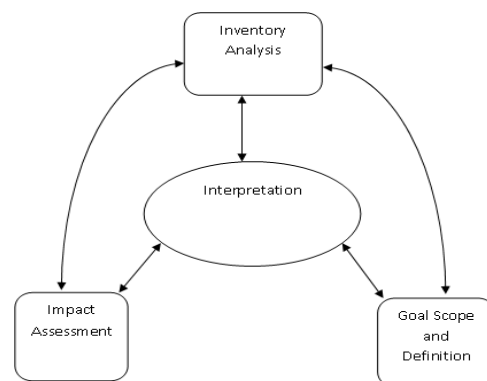 Inventory
Analysis
Interpretation
Impact
Assessment
Goal Scope
and
Definition